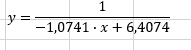 y = 1 / (−1,0741 · x + 6,4074)